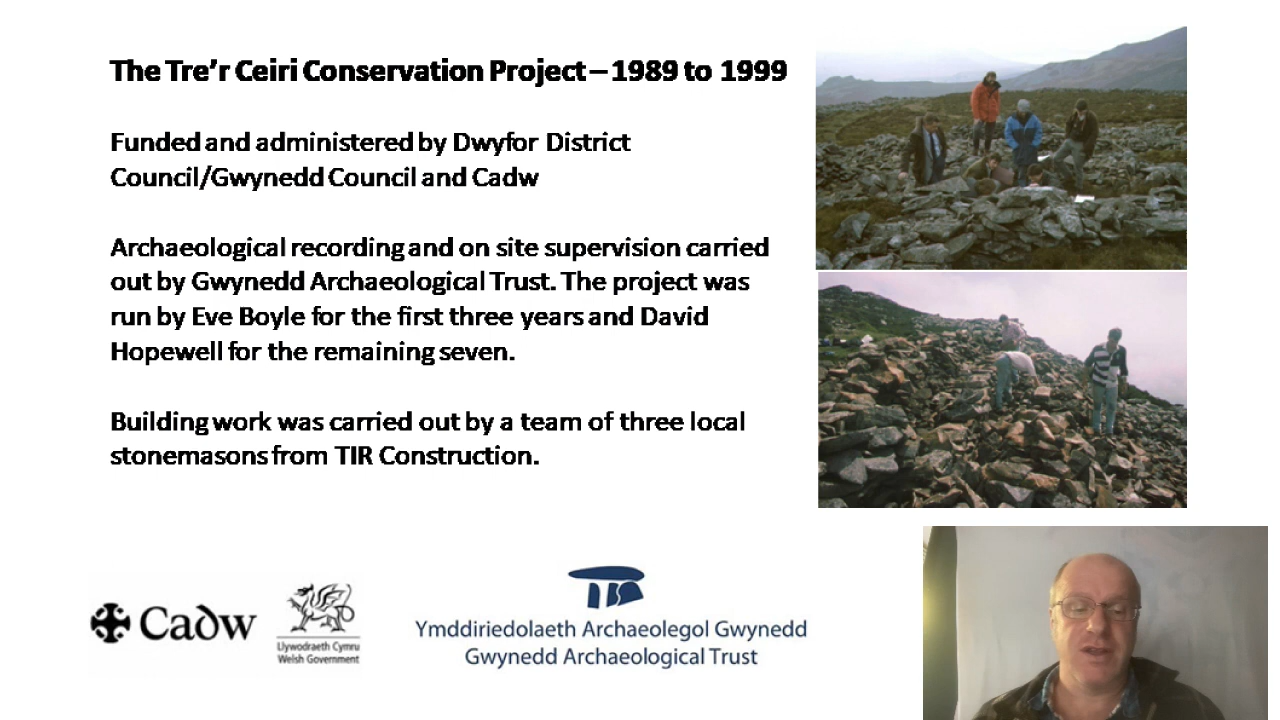 The Tre’r Ceiri Conservation Project – 1989 to 1999
Funded and administered by Dwyfor District
Council/Gwynedd Council and Cadw
Archaeological recording and on site supervision carried
out by Gwynedd Archaeological Trust. The project was
run by Eve Boyle for the first three years and David
Hopewell for the remaining seven.
Building work was carried out by a team of three local
stonemasons from TIR Construction.
Cadw
Llywodraeth Cymru
Welsh Government
Ymddiriedolaeth Archaeolegol Gwynedd
Gwynedd Archaeological Trust